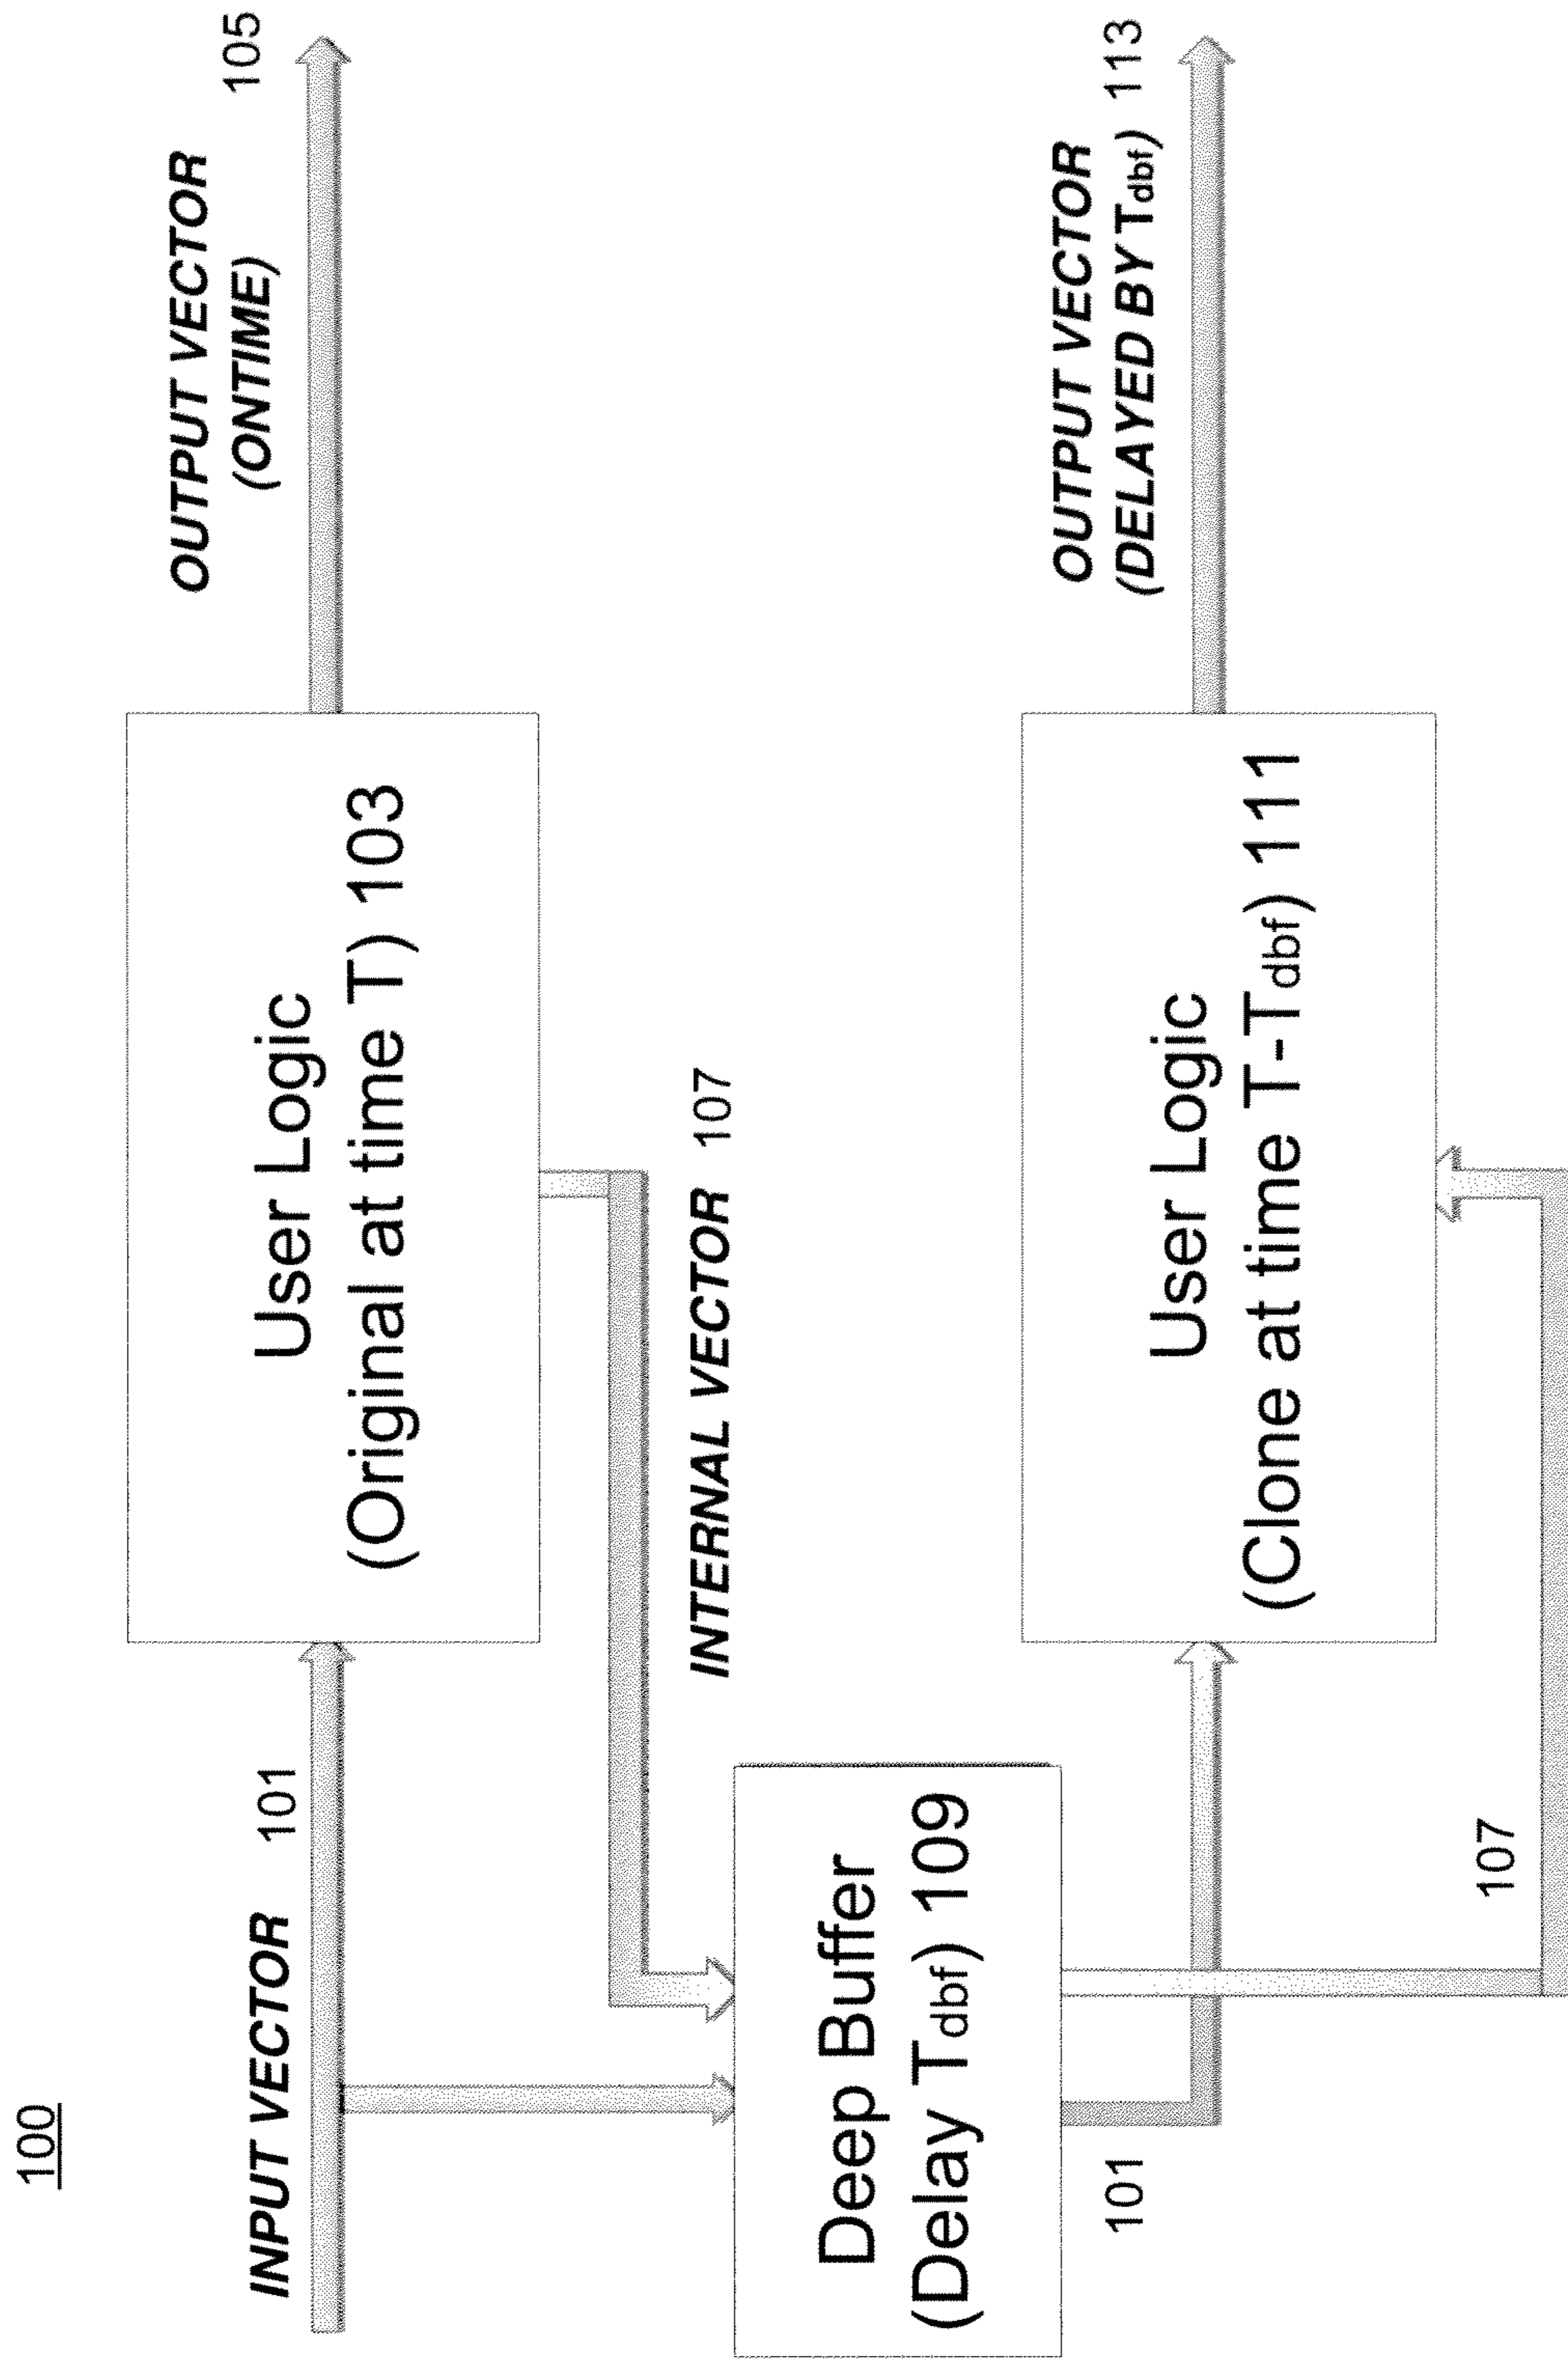 100
INPUT VECTOR 101
User Logic
(Original at time T) 103
OUTPUT VECTOR
(ONTIME)
105
INTERNAL VECTOR 107
Deep Buffer
(Delay Tdbf) 109
101
107
User Logic
(Clone at time T-Tdbf) 111
OUTPUT VECTOR
(DELAYED BY Tdbf) 113